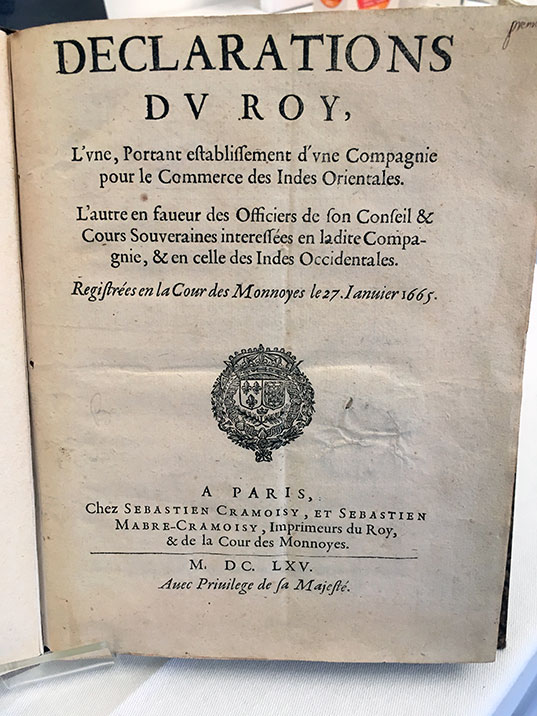 premi
DECLARATIONS
DV ROY,
L'vne, Portant establissement d'vne Compagnie
pour le Commerce des Indes Orientales.
L'autre en faueur des Officiers de son Conseil &
Cours Souueraines interessées en ladite Compa-
gnie, & en celle des Indes Occidentales.
Registrées en la Cour des Monnoyes le 27. Ianuier 1665.
A PARIS,
Chez SEBASTIEN CRAMOISY, ET SEBASTIEN
MABRE-CRAMOISY, Imprimeurs du Roy,
& de la Cour des Monnoyes.
M. DC. LXV.
Auec Priuilege de sa Majesté.